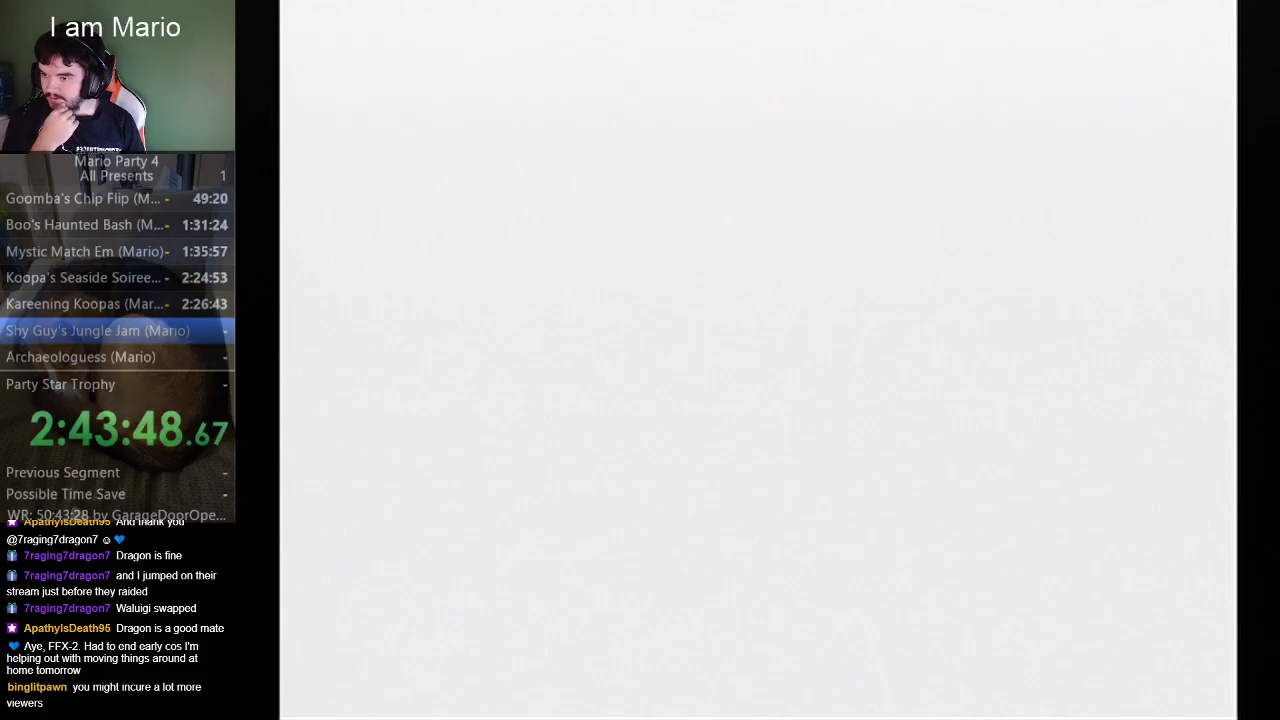 I am Mario
Mario Party 4
All Presents 1
Goomba's Chip Flip (M... - 49:20
Boo's Haunted Bash (M... - 1:31:24
Mystic Match Em (Mario) - 1:35:57
Koopa's Seaside Soiree... - 2:24:53
Kareening Koopas (Mar... - 2:26:43
Shy Guy's Jungle Jam (Mario) -
Archaeologuess (Mario) -
Party Star Trophy -
2:43:48.67
Previous Segment -
Possible Time Save -
WR: 50:43:28 by GarageDoorOpe...
ApathyIsDeath95 And thank you
@7raging7dragon7 ☺ 💙
7raging7dragon7 Dragon is fine
7raging7dragon7 and I jumped on their
stream just before they raided
7raging7dragon7 Waluigi swapped
ApathyIsDeath95 Dragon is a good mate
💙 Aye, FFX-2. Had to end early cos I'm
helping out with moving things around at
home tomorrow
binglitpawn you might incure a lot more
viewers